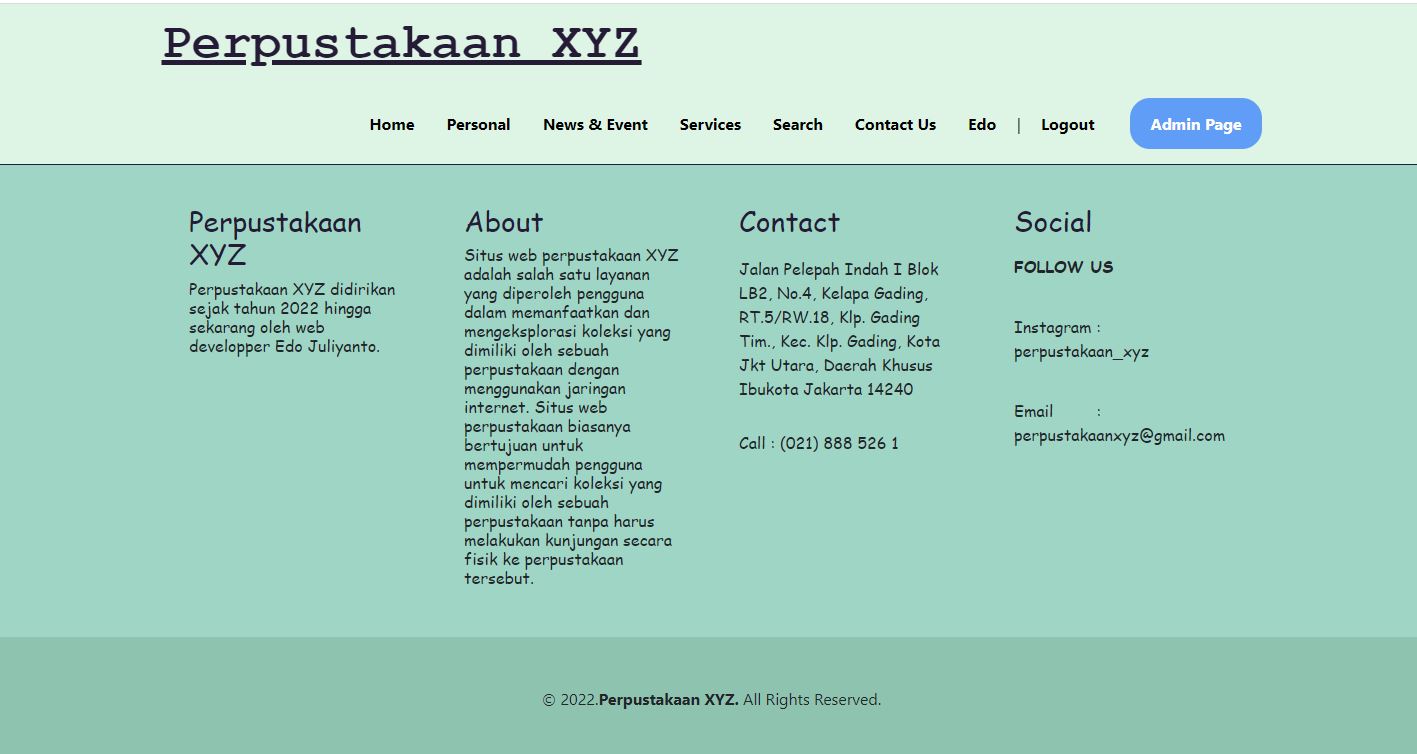 Perpustakaan XYZ
Home Personal News & Event Services Search Contact Us Edo | Logout Admin Page
Perpustakaan
XYZ
Perpustakaan XYZ didirikan
sejak tahun 2022 hingga
sekarang oleh web
developper Edo Juliyanto.
About
Situs web perpustakaan XYZ
adalah salah satu layanan
yang diperoleh pengguna
dalam memanfaatkan dan
mengeksplorasi koleksi yang
dimiliki oleh sebuah
perpustakaan dengan
menggunakan jaringan
internet. Situs web
perpustakaan biasanya
bertujuan untuk
mempermudah pengguna
untuk mencari koleksi yang
dimiliki oleh sebuah
perpustakaan tanpa harus
melakukan kunjungan secara
fisik ke perpustakaan
tersebut.
Contact
Jalan Pelepah Indah I Blok
LB2, No.4, Kelapa Gading,
RT.5/RW.18, Klp. Gading
Tim., Kec. Klp. Gading, Kota
Jkt Utara, Daerah Khusus
Ibukota Jakarta 14240
Call : (021) 888 526 1
Social
FOLLOW US
Instagram :
perpustakaan_xyz
Email :
perpustakaanxyz@gmail.com
© 2022.Perpustakaan XYZ. All Rights Reserved.